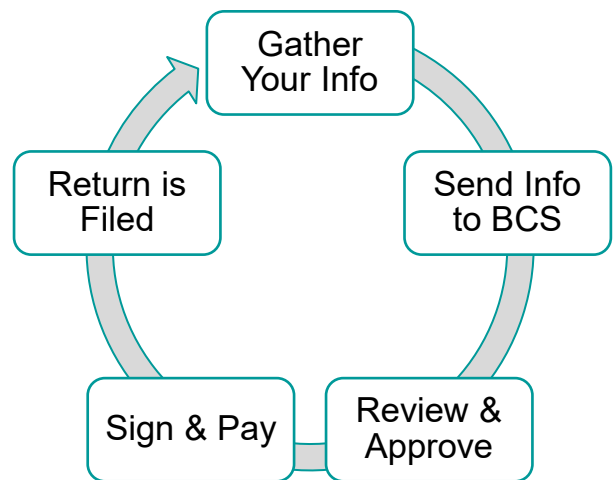 Gather
Your Info
Send Info
to BCS
Review &
Approve
Sign & Pay
Return is
Filed